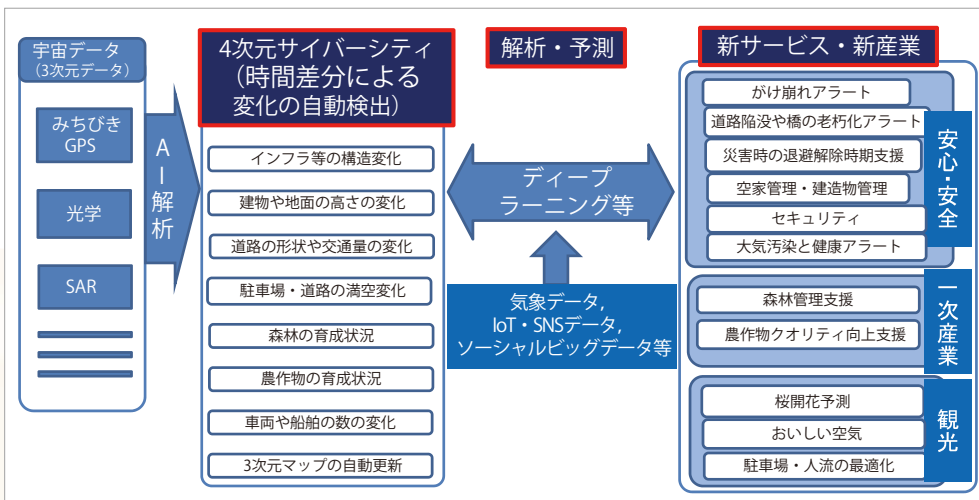 宇宙データ
(3次元データ)
みちびき
GPS
光学
SAR
AI解析
4次元サイバーシティ
(時間差分による
変化の自動検出)
インフラ等の構造変化
建物や地面の高さの変化
道路の形状や交通量の変化
駐車場・道路の満空変化
森林の育成状況
農作物の育成状況
車両や船舶の数の変化
3次元マップの自動更新
解析・予測
ディープ
ラーニング等
気象データ,
IoT・SNSデータ,
ソーシャルビッグデータ等
新サービス・新産業
がけ崩れアラート
道路陥没や橋の老朽化アラート
災害時の退避解除時期支援
空家管理・建造物管理
セキュリティ
大気汚染と健康アラート
安心・安全
森林管理支援
農作物クオリティ向上支援
一次産業
桜開花予測
おいしい空気
駐車場・人流の最適化
観光